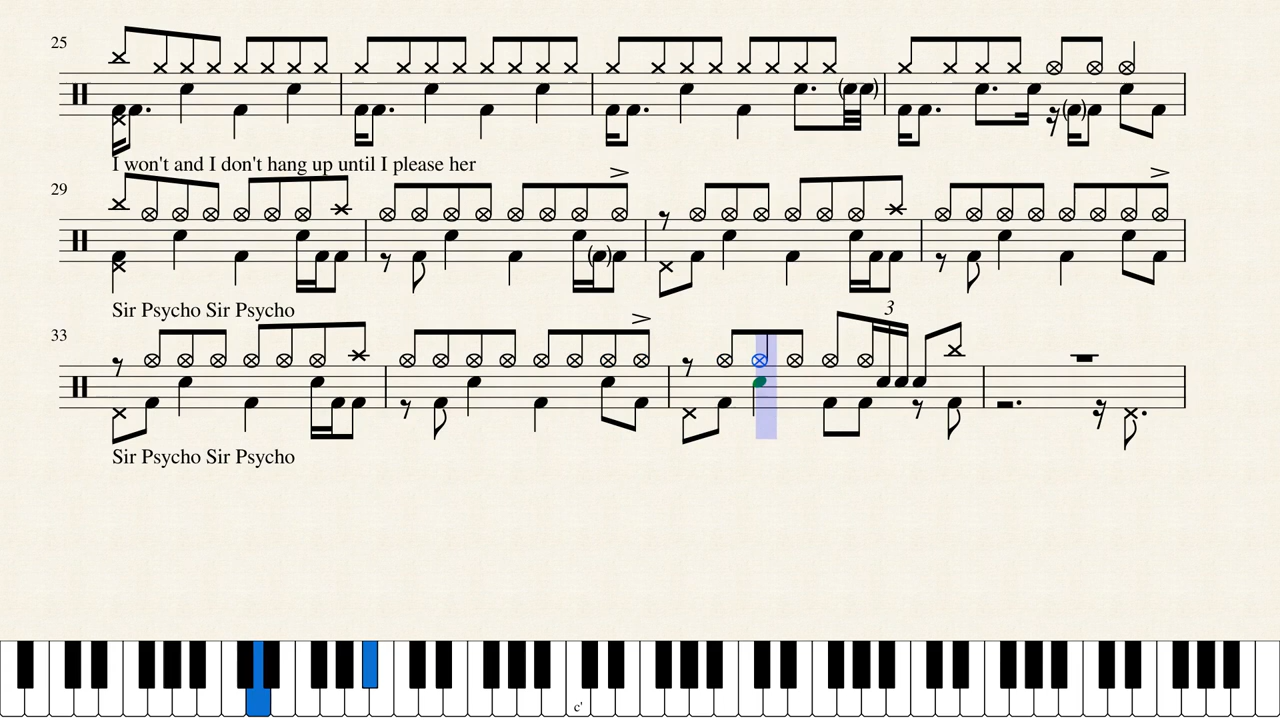 25
I won't and I don't hang up until I please her
29
Sir Psycho Sir Psycho
3
33
Sir Psycho Sir Psycho
c'